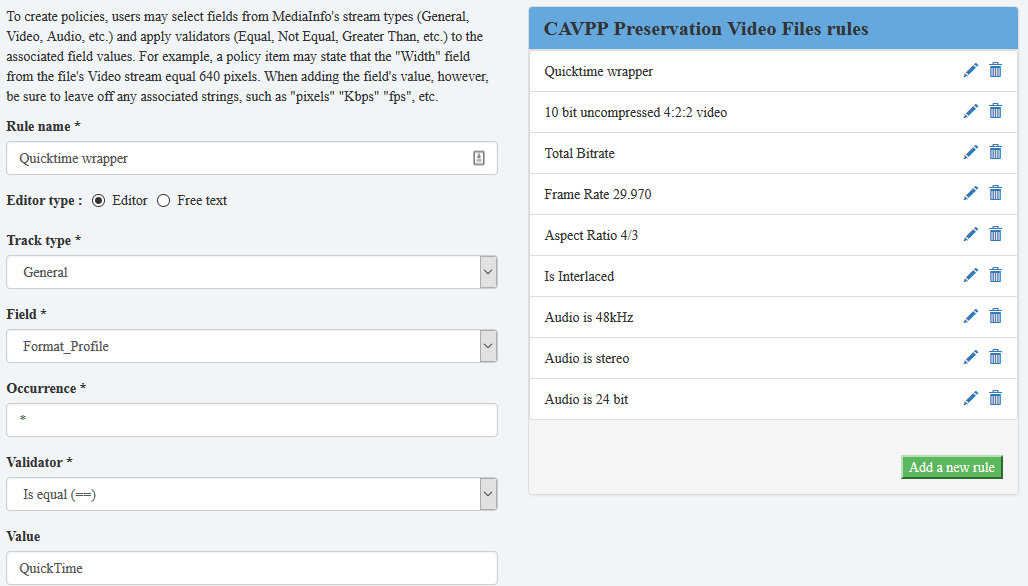 To create policies, users may select fields from MediaInfo's stream types (General,
Video, Audio, etc.) and apply validators (Equal, Not Equal, Greater Than, etc.) to the
associated field values. For example, a policy item may state that the "Width" field
from the file's Video stream equal 640 pixels. When adding the field's value, however,
be sure to leave off any associated strings, such as "pixels" "Kbps" "fps", etc.
Rule name *
Quicktime wrapper
Editor type : Editor Free text
Track type *
General
Field *
Format_Profile
Occurrence *
*
Validator *
Is equal (==)
Value
QuickTime
CAVPP Preservation Video Files rules
Quicktime wrapper
10 bit uncompressed 4:2:2 video
Total Bitrate
Frame Rate 29.970
Aspect Ratio 4/3
Is Interlaced
Audio is 48kHz
Audio is stereo
Audio is 24 bit
Add a new rule